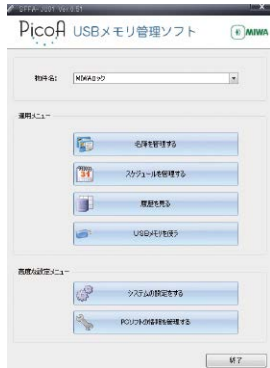 SFFA-US01 Ver.0.51
PicoA USBメモリ管理ソフト MIWA
物件名: MIWAロック
運用メニュー
名簿を管理する
スケジュールを管理する
履歴を見る
USBメモリを使う
高度な設定メニュー
システムの設定をする
PCソフトの情報を管理する
終了